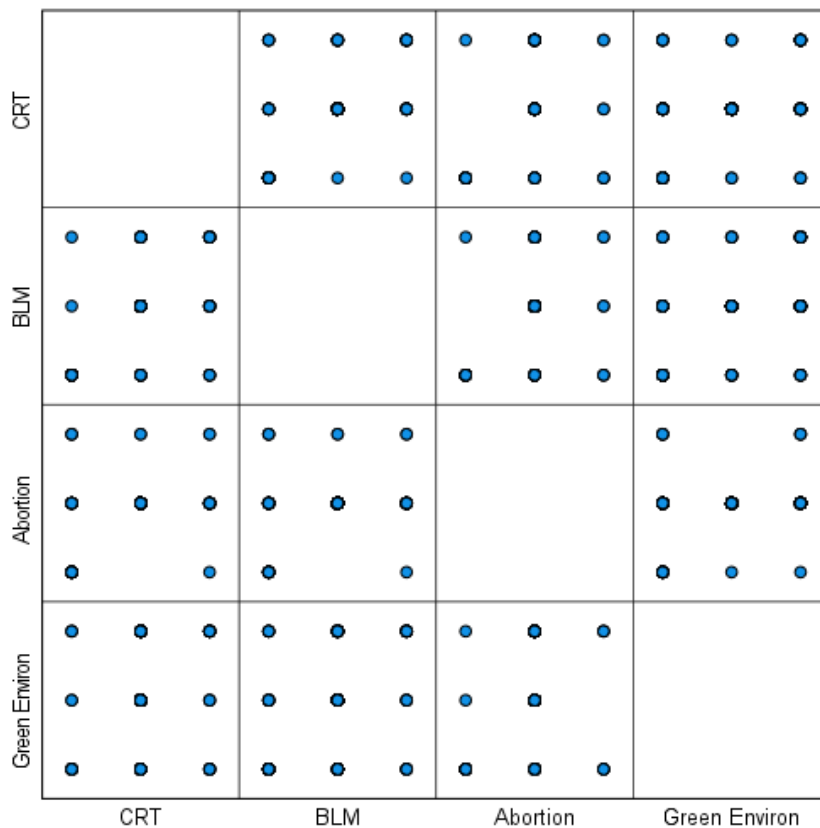 CRT
BLM
Abortion
Green Environ
CRT
BLM
Abortion
Green Environ